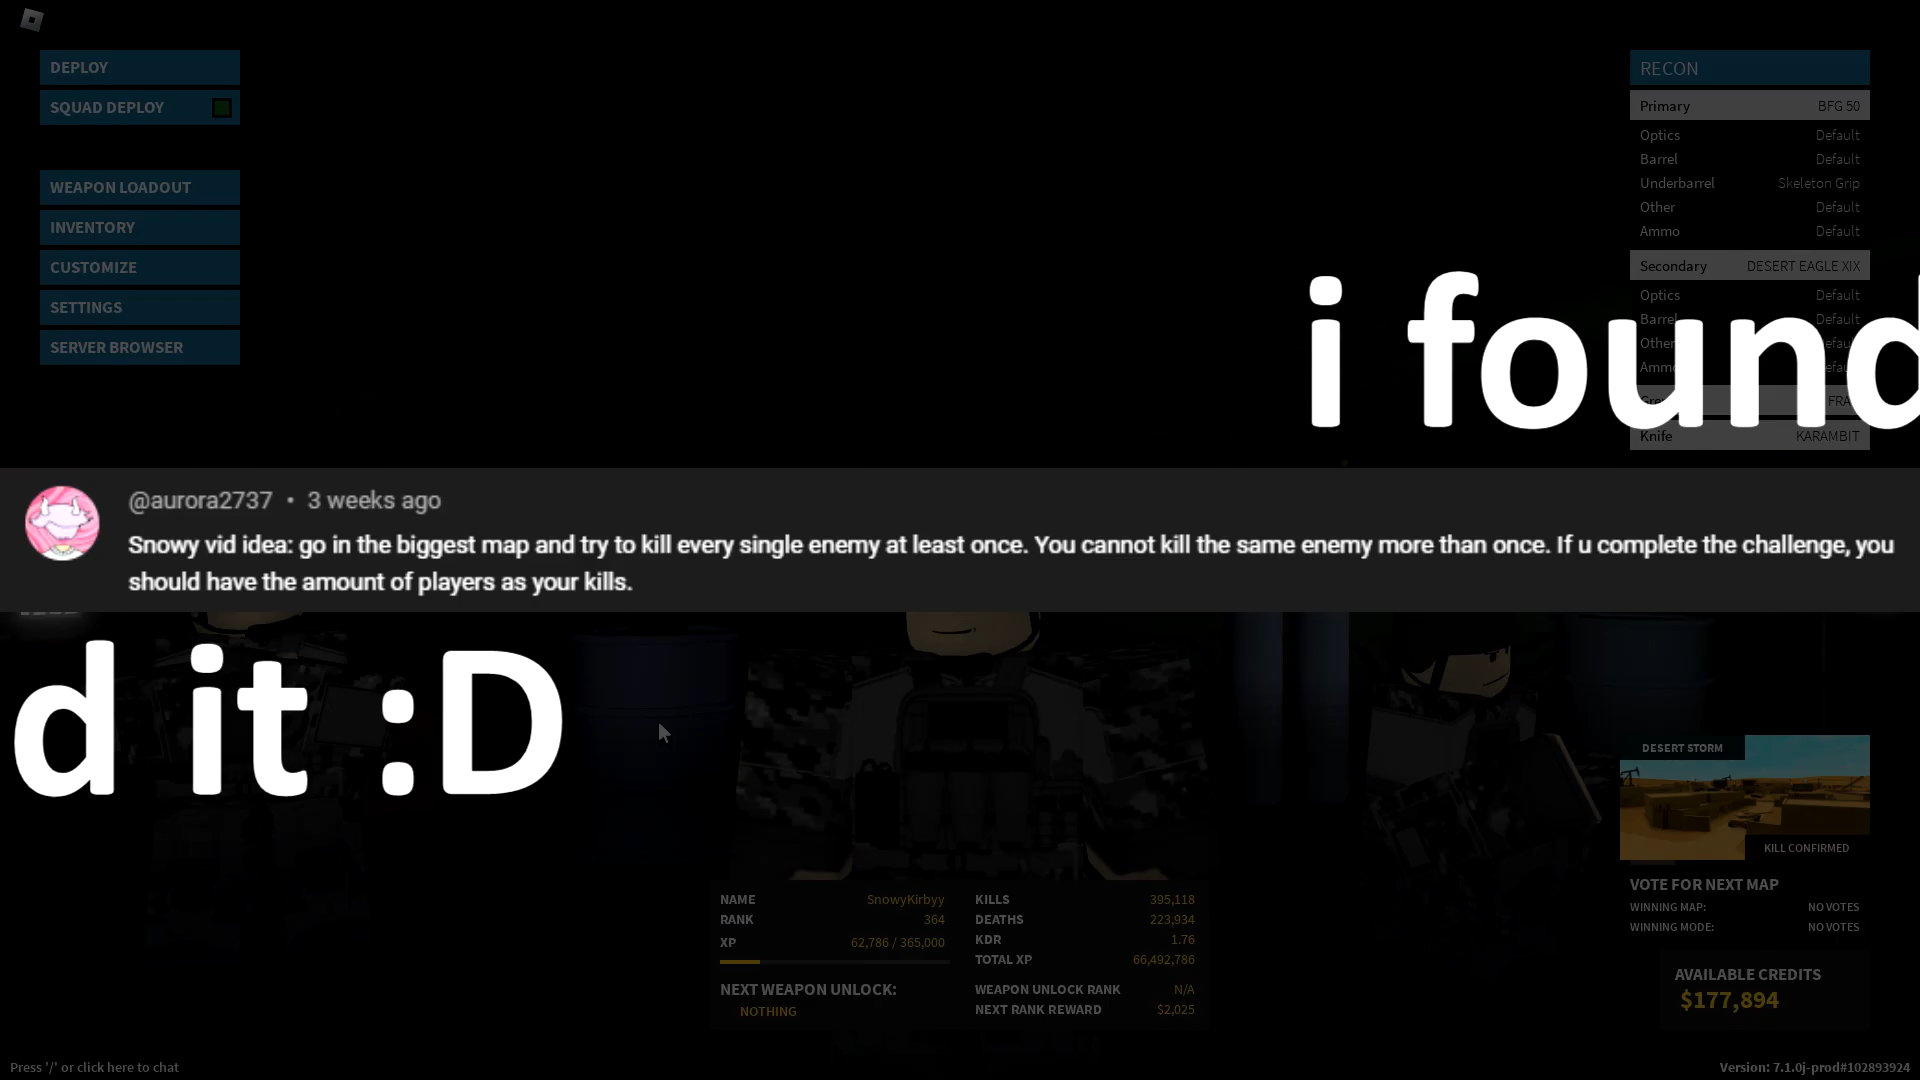 DEPLOY
SQUAD DEPLOY
WEAPON LOADOUT
INVENTORY
CUSTOMIZE
SETTINGS
SERVER BROWSER
RECON
Primary BFG 50
Optics Default
Barrel Default
Underbarrel Skeleton Grip
Other Default
Ammo Default
Secondary DESERT EAGLE XIX
Optics Default
Barrel Default
Other
Ammo
Knife KARAMBIT
i found
@aurora2737 • 3 weeks ago
Snowy vid idea: go in the biggest map and try to kill every single enemy at least once. You cannot kill the same enemy more than once. If u complete the challenge, you
should have the amount of players as your kills.
d it :D
NAME SnowyKirbyy
RANK 364
XP 62,786 / 365,000
NEXT WEAPON UNLOCK:
NOTHING
KILLS 395,118
DEATHS 223,934
KDR 1.76
TOTAL XP 66,492,786
WEAPON UNLOCK RANK N/A
NEXT RANK REWARD $2,025
DESERT STORM
KILL CONFIRMED
VOTE FOR NEXT MAP
WINNING MAP: NO VOTES
WINNING MODE: NO VOTES
AVAILABLE CREDITS
$177,894
Press '/' or click here to chat
Version: 7.1.0j-prod#102893924